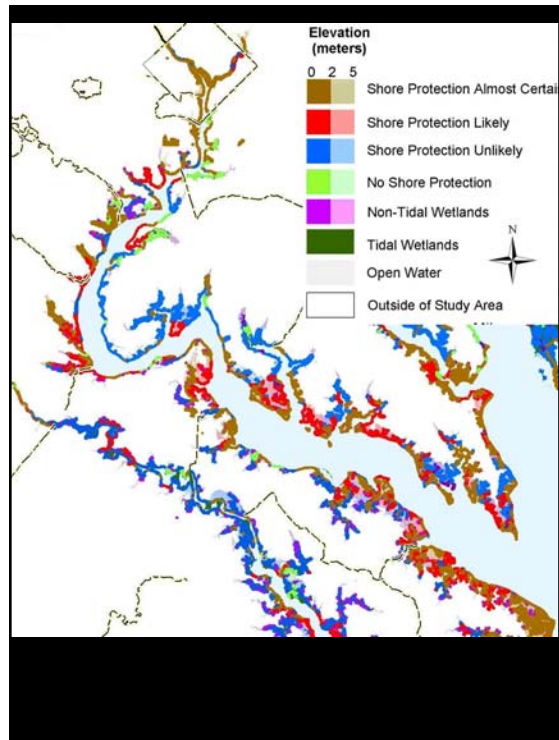 Elevation
(meters)
0 2 5
Shore Protection Almost Certai
Shore Protection Likely
Shore Protection Unlikely
No Shore Protection
Non-Tidal Wetlands
Tidal Wetlands
Open Water
Outside of Study Area
N